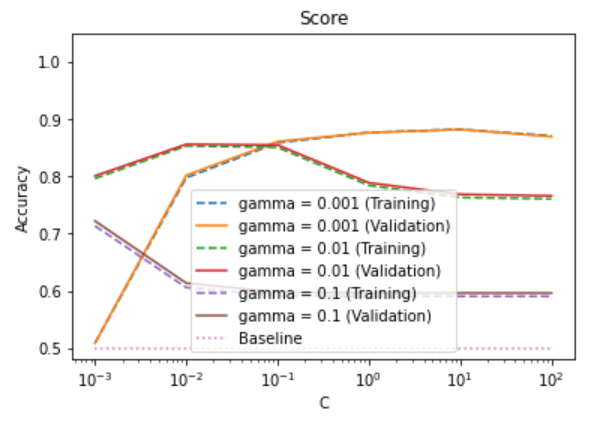 Score
1.0
0.9
0.8
0.7
0.6
0.5
Accuracy
gamma = 0.001 (Training)
gamma = 0.001 (Validation)
gamma = 0.01 (Training)
gamma = 0.01 (Validation)
gamma = 0.1 (Training)
gamma = 0.1 (Validation)
Baseline
10⁻³ 10⁻² 10⁻¹ 10⁰ 10¹ 10²
C